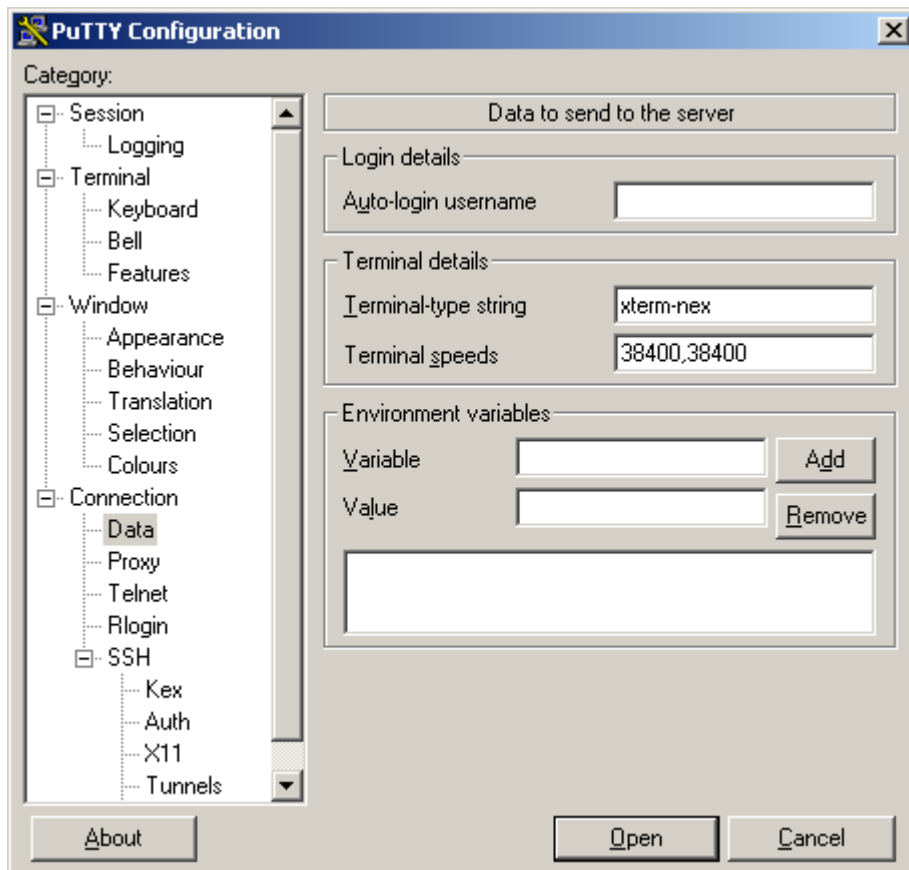 PuTTY Configuration
Category:
Session
Logging
Terminal
Keyboard
Bell
Features
Window
Appearance
Behaviour
Translation
Selection
Colours
Connection
Data
Proxy
Telnet
Rlogin
SSH
Kex
Auth
X11
Tunnels
Data to send to the server
Login details
Auto-login username
Terminal details
Terminal-type string xterm-nex
Terminal speeds 38400,38400
Environment variables
Variable Add
Value Remove
About Open Cancel